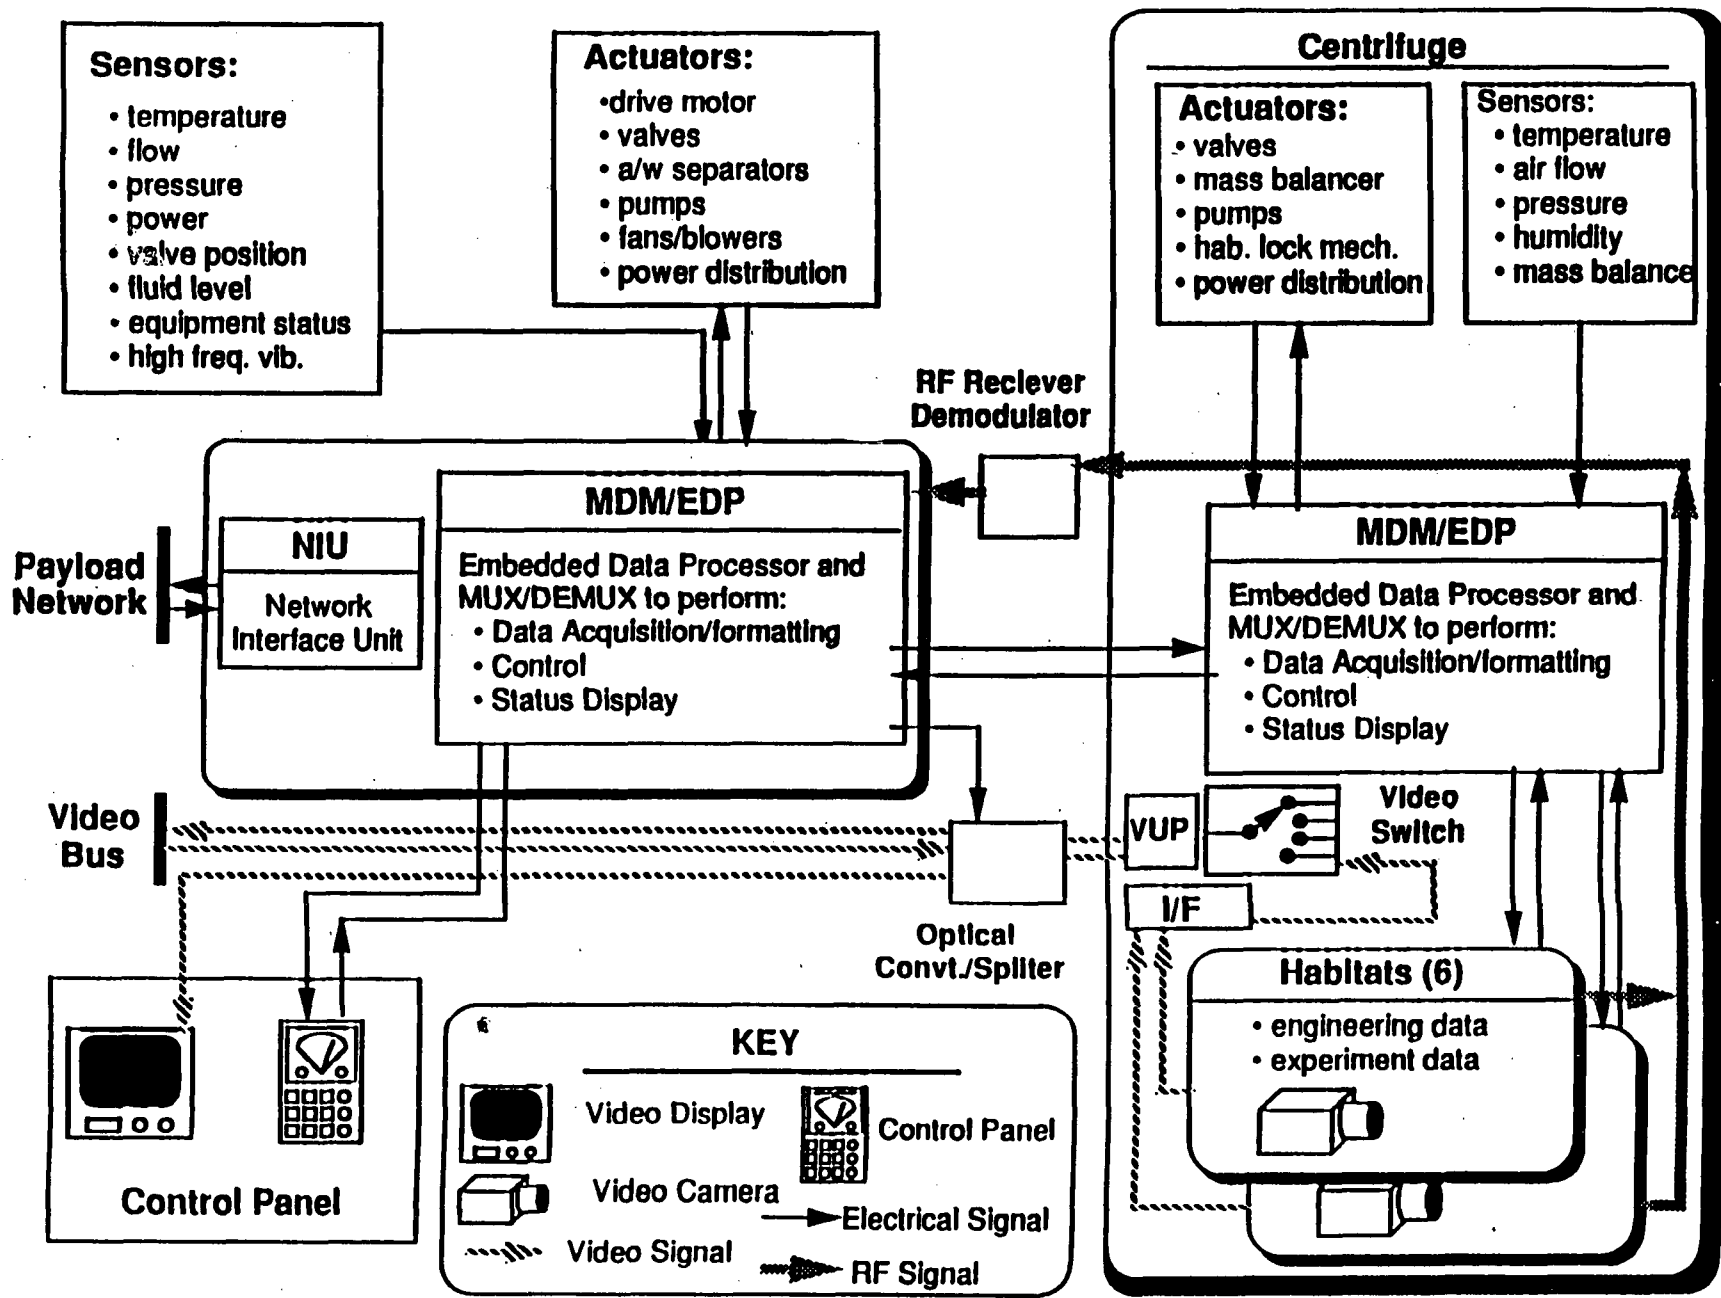 Sensors:
• temperature
• flow
• pressure
• power
• valve position
• fluid level
• equipment status
• high freq. vib.
Actuators:
•drive motor
• valves
• a/w separators
• pumps
• fans/blowers
• power distribution
Centrifuge
Actuators:
• valves
• mass balancer
• pumps
• hab. lock mech.
• power distribution
Sensors:
• temperature
• air flow
• pressure
• humidity
• mass balance
RF Reciever
Demodulator
Payload
Network
NIU
Network
Interface Unit
MDM/EDP
Embedded Data Processor and
MUX/DEMUX to perform:
• Data Acquisition/formatting
• Control
• Status Display
MDM/EDP
Embedded Data Processor and
MUX/DEMUX to perform:
• Data Acquisition/formatting
• Control
• Status Display
Video
Bus
VUP
Video
Switch
I/F
Optical
Convt./Spliter
Habitats (6)
• engineering data
• experiment data
Control Panel
KEY
Video Display
Control Panel
Video Camera
Electrical Signal
Video Signal
RF Signal